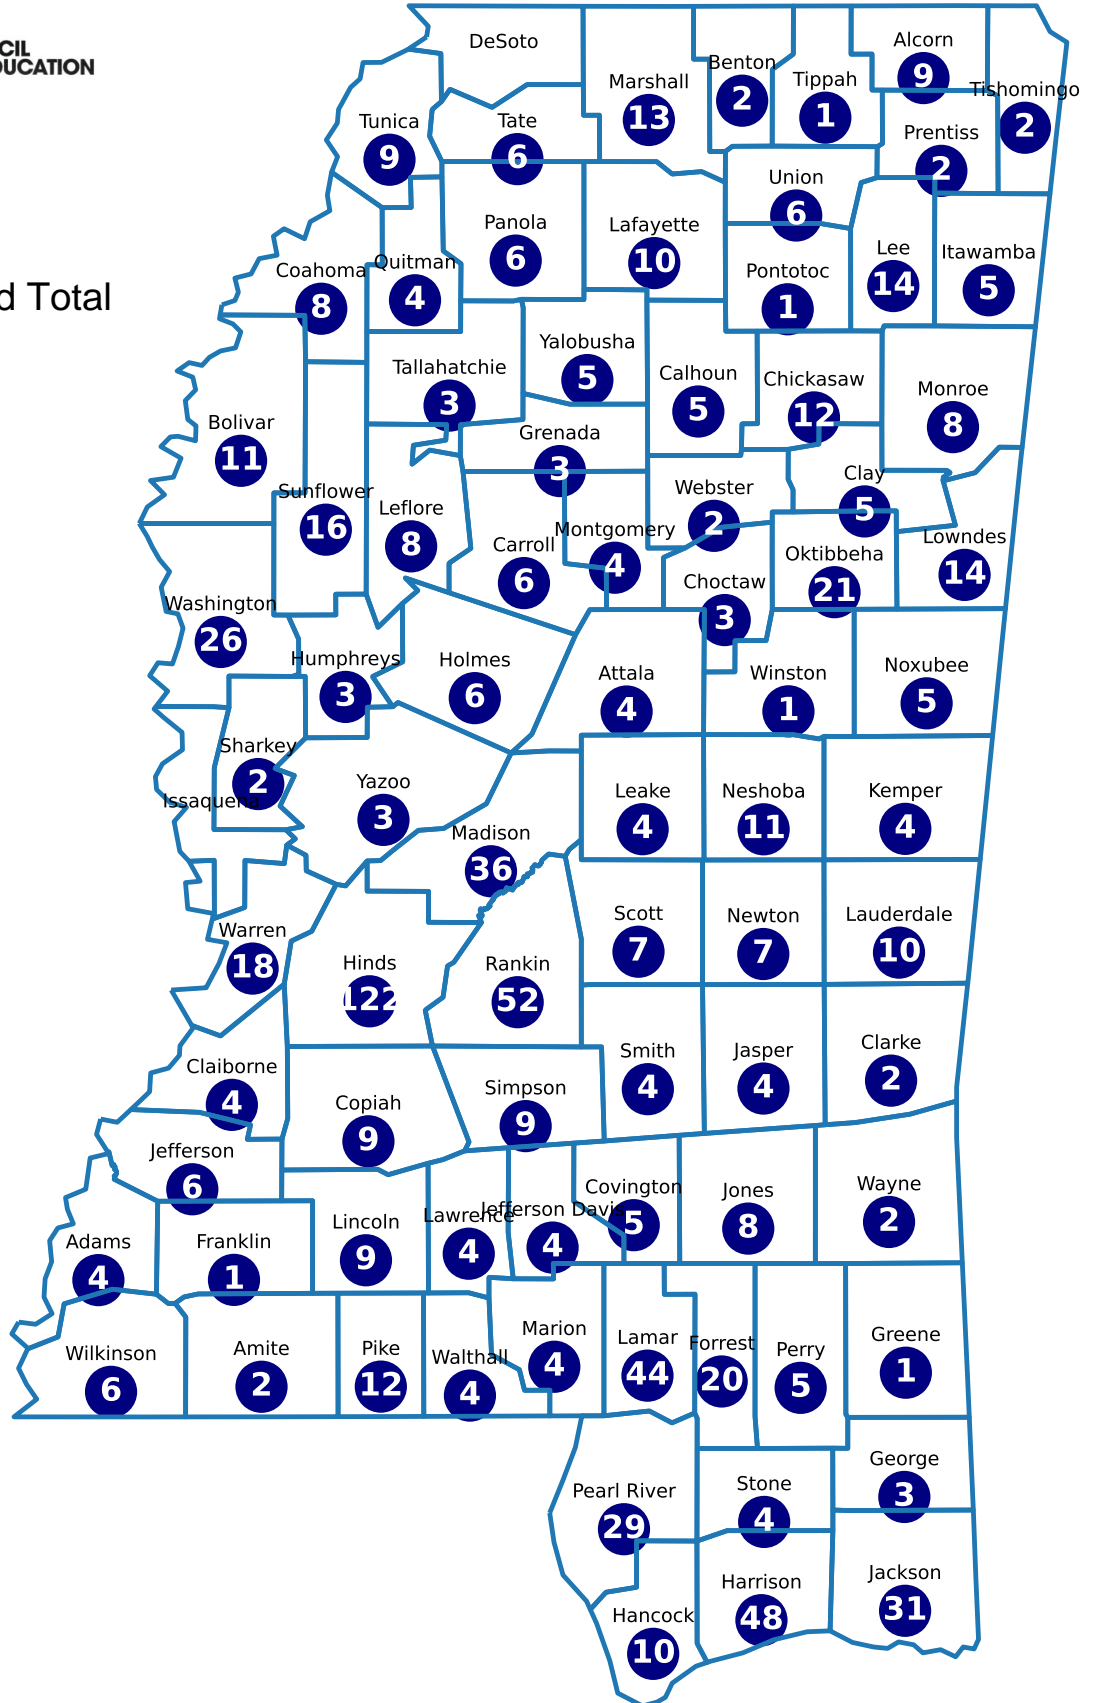 CIL
DUCATION
d Total
DeSoto
Alcorn
9
Benton
2
Marshall
13
Tippah
1
Tishomingo
2
Tunica
9
Tate
6
Prentiss
2
Union
6
Panola
6
Lafayette
10
Lee
14
Itawamba
5
Quitman
4
Coahoma
8
Pontotoc
1
Yalobusha
5
Tallahatchie
3
Calhoun
5
Chickasaw
12
Monroe
8
Bolivar
11
Grenada
3
Clay
5
Sunflower
16
Webster
2
Leflore
8
Montgomery
4
Carroll
6
Lowndes
14
Oktibbeha
21
Choctaw
3
Washington
26
Humphreys
3
Holmes
6
Attala
4
Winston
1
Noxubee
5
Sharkey
2
Issaquena
Yazoo
3
Leake
4
Neshoba
11
Kemper
4
Madison
36
Scott
7
Newton
7
Lauderdale
10
Warren
18
Hinds
122
Rankin
52
Smith
4
Jasper
4
Clarke
2
Claiborne
4
Simpson
9
Copiah
9
Jefferson
6
Covington
5
Jones
8
Wayne
2
Jefferson Davis
4
Lawrence
4
Lincoln
9
Adams
4
Franklin
1
Marion
4
Lamar
44
Forrest
20
Perry
5
Greene
1
Wilkinson
6
Amite
2
Pike
12
Walthall
4
George
3
Pearl River
29
Stone
4
Harrison
48
Jackson
31
Hancock
10